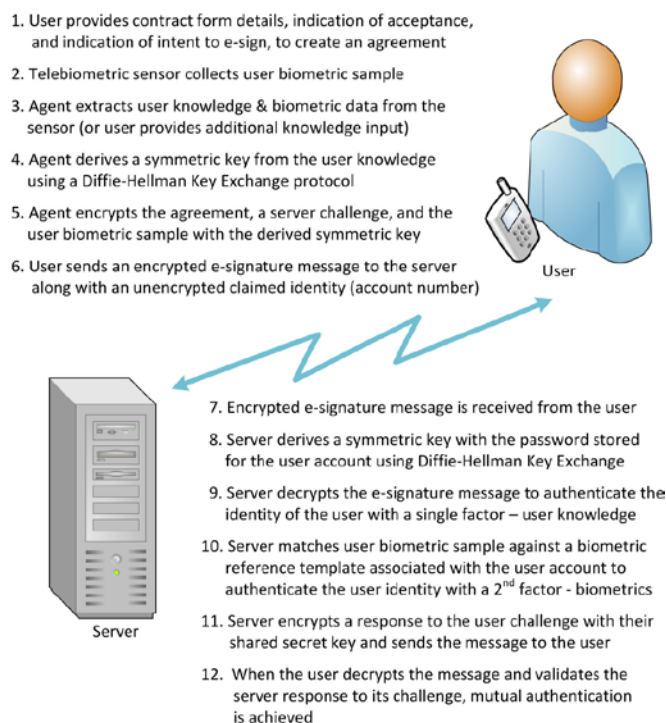 1. User provides contract form details, indication of acceptance,
and indication of intent to e-sign, to create an agreement
2. Telebiometric sensor collects user biometric sample
3. Agent extracts user knowledge & biometric data from the
sensor (or user provides additional knowledge input)
4. Agent derives a symmetric key from the user knowledge
using a Diffie-Hellman Key Exchange protocol
5. Agent encrypts the agreement, a server challenge, and the
user biometric sample with the derived symmetric key
6. User sends an encrypted e-signature message to the server
along with an unencrypted claimed identity (account number)
User
7. Encrypted e-signature message is received from the user
8. Server derives a symmetric key with the password stored
for the user account using Diffie-Hellman Key Exchange
9. Server decrypts the e-signature message to authenticate the
identity of the user with a single factor – user knowledge
10. Server matches user biometric sample against a biometric
reference template associated with the user account to
authenticate the user identity with a 2nd factor - biometrics
11. Server encrypts a response to the user challenge with their
shared secret key and sends the message to the user
12. When the user decrypts the message and validates the
server response to its challenge, mutual authentication
is achieved
Server